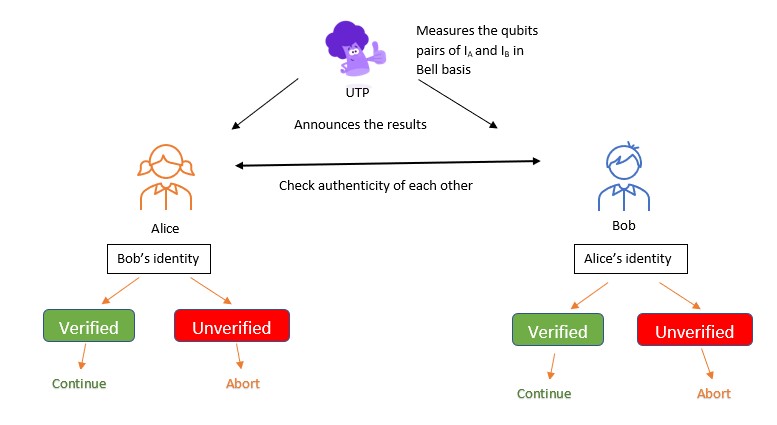 Measures the qubits
pairs of I_A and I_B in
Bell basis
UTP
Announces the results
Check authenticity of each other
Alice
Bob
Bob's identity
Alice's identity
Verified
Unverified
Verified
Unverified
Continue
Abort
Continue
Abort